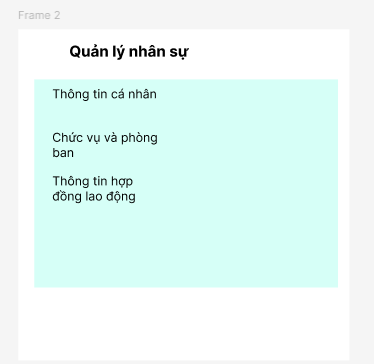 Frame 2
Quản lý nhân sự
Thông tin cá nhân
Chức vụ và phòng
ban
Thông tin hợp
đồng lao động